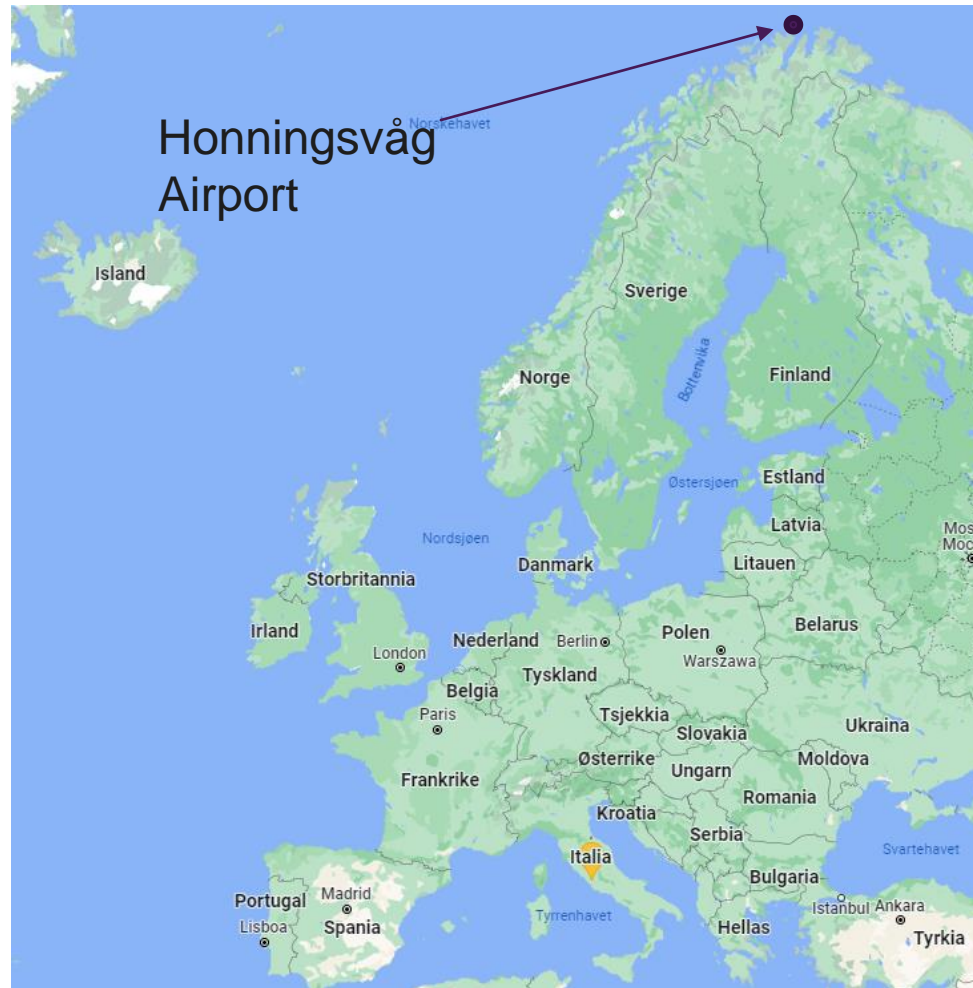 Honningsvåg
Airport
Norskehavet
Island
Sverige
Norge
Bottenvika
Finland
Østersjøen
Estland
Nordsjøen
Latvia
Mos
Moc
Danmark
Litauen
Storbritannia
Irland
Belarus
Nederland
Berlin
Polen
London
Warszawa
Tyskland
Belgia
Paris
Tsjekkia
Slovakia
Ukraina
Østerrike
Ungarn
Moldova
Frankrike
Romania
Kroatia
Serbia
Italia
Svartehavet
Bulgaria
Portugal
Madrid
Istanbul
Ankara
Tyrrenhavet
Lisboa
Spania
Hellas
Tyrkia